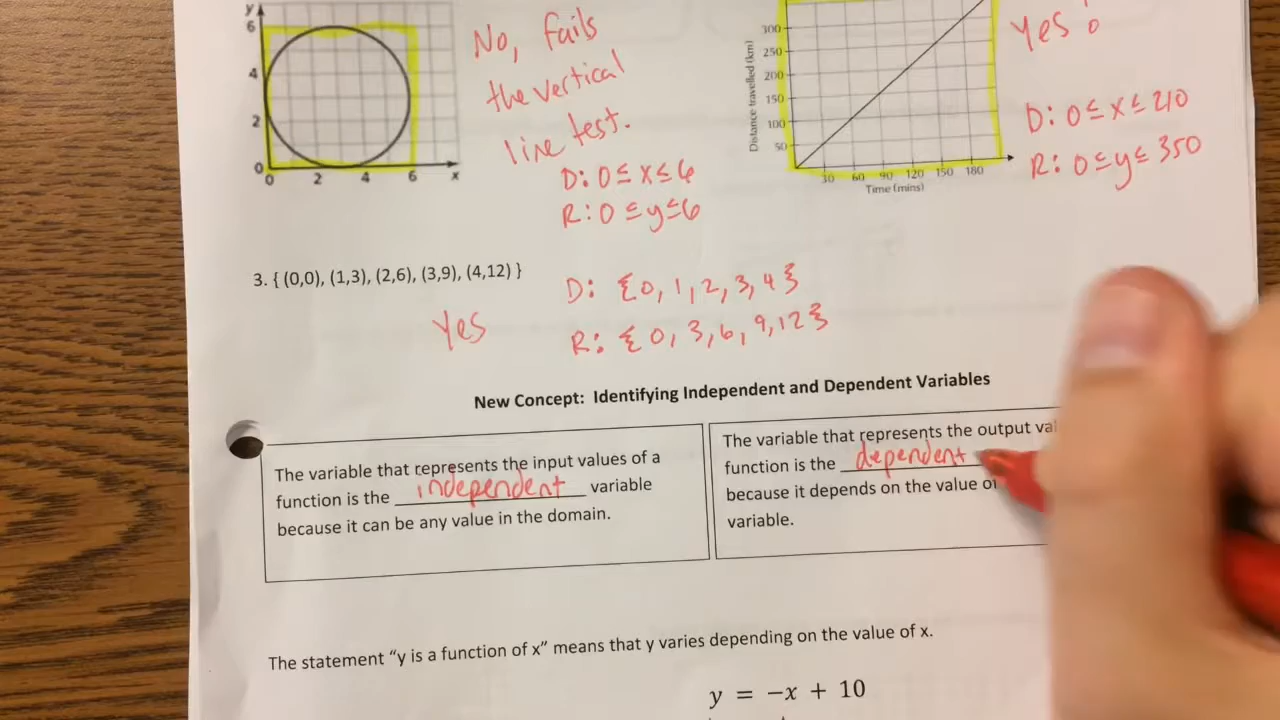 y
6
4
2
0
0 2 4 6 x
No, fails
the vertical
line test.
D: 0 ≤ x ≤ 6
R: 0 ≤ y ≤ 6
Distance travelled (km)
300
250
200
150
100
50
30 60 90 120 150 180
Time (mins)
Yes
D: 0 ≤ x ≤ 210
R: 0 ≤ y ≤ 350
3. { (0,0), (1,3), (2,6), (3,9), (4,12) }
Yes
D: {0, 1, 2, 3, 4}
R: {0, 3, 6, 9, 12}
New Concept: Identifying Independent and Dependent Variables
The variable that represents the input values of a
function is the independent variable
because it can be any value in the domain.
The variable that represents the output
function is the dependent
because it depends on the value
variable.
The statement “y is a function of x” means that y varies depending on the value of x.
y = −x + 10